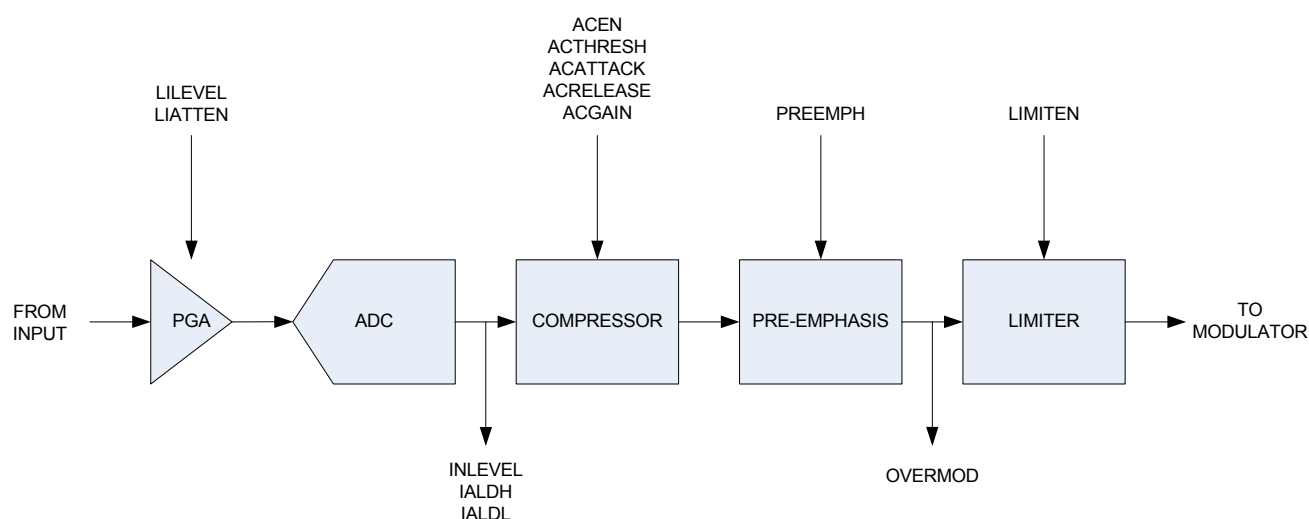 ACEN
ACTHRESH
ACATTACK
ACRELEASE
ACGAIN
LILEVEL
LIATTEN
PREEMPH
LIMITEN
FROM
INPUT
PGA
ADC
COMPRESSOR
PRE-EMPHASIS
LIMITER
TO
MODULATOR
INLEVEL
IALDH
IALDL
OVERMOD